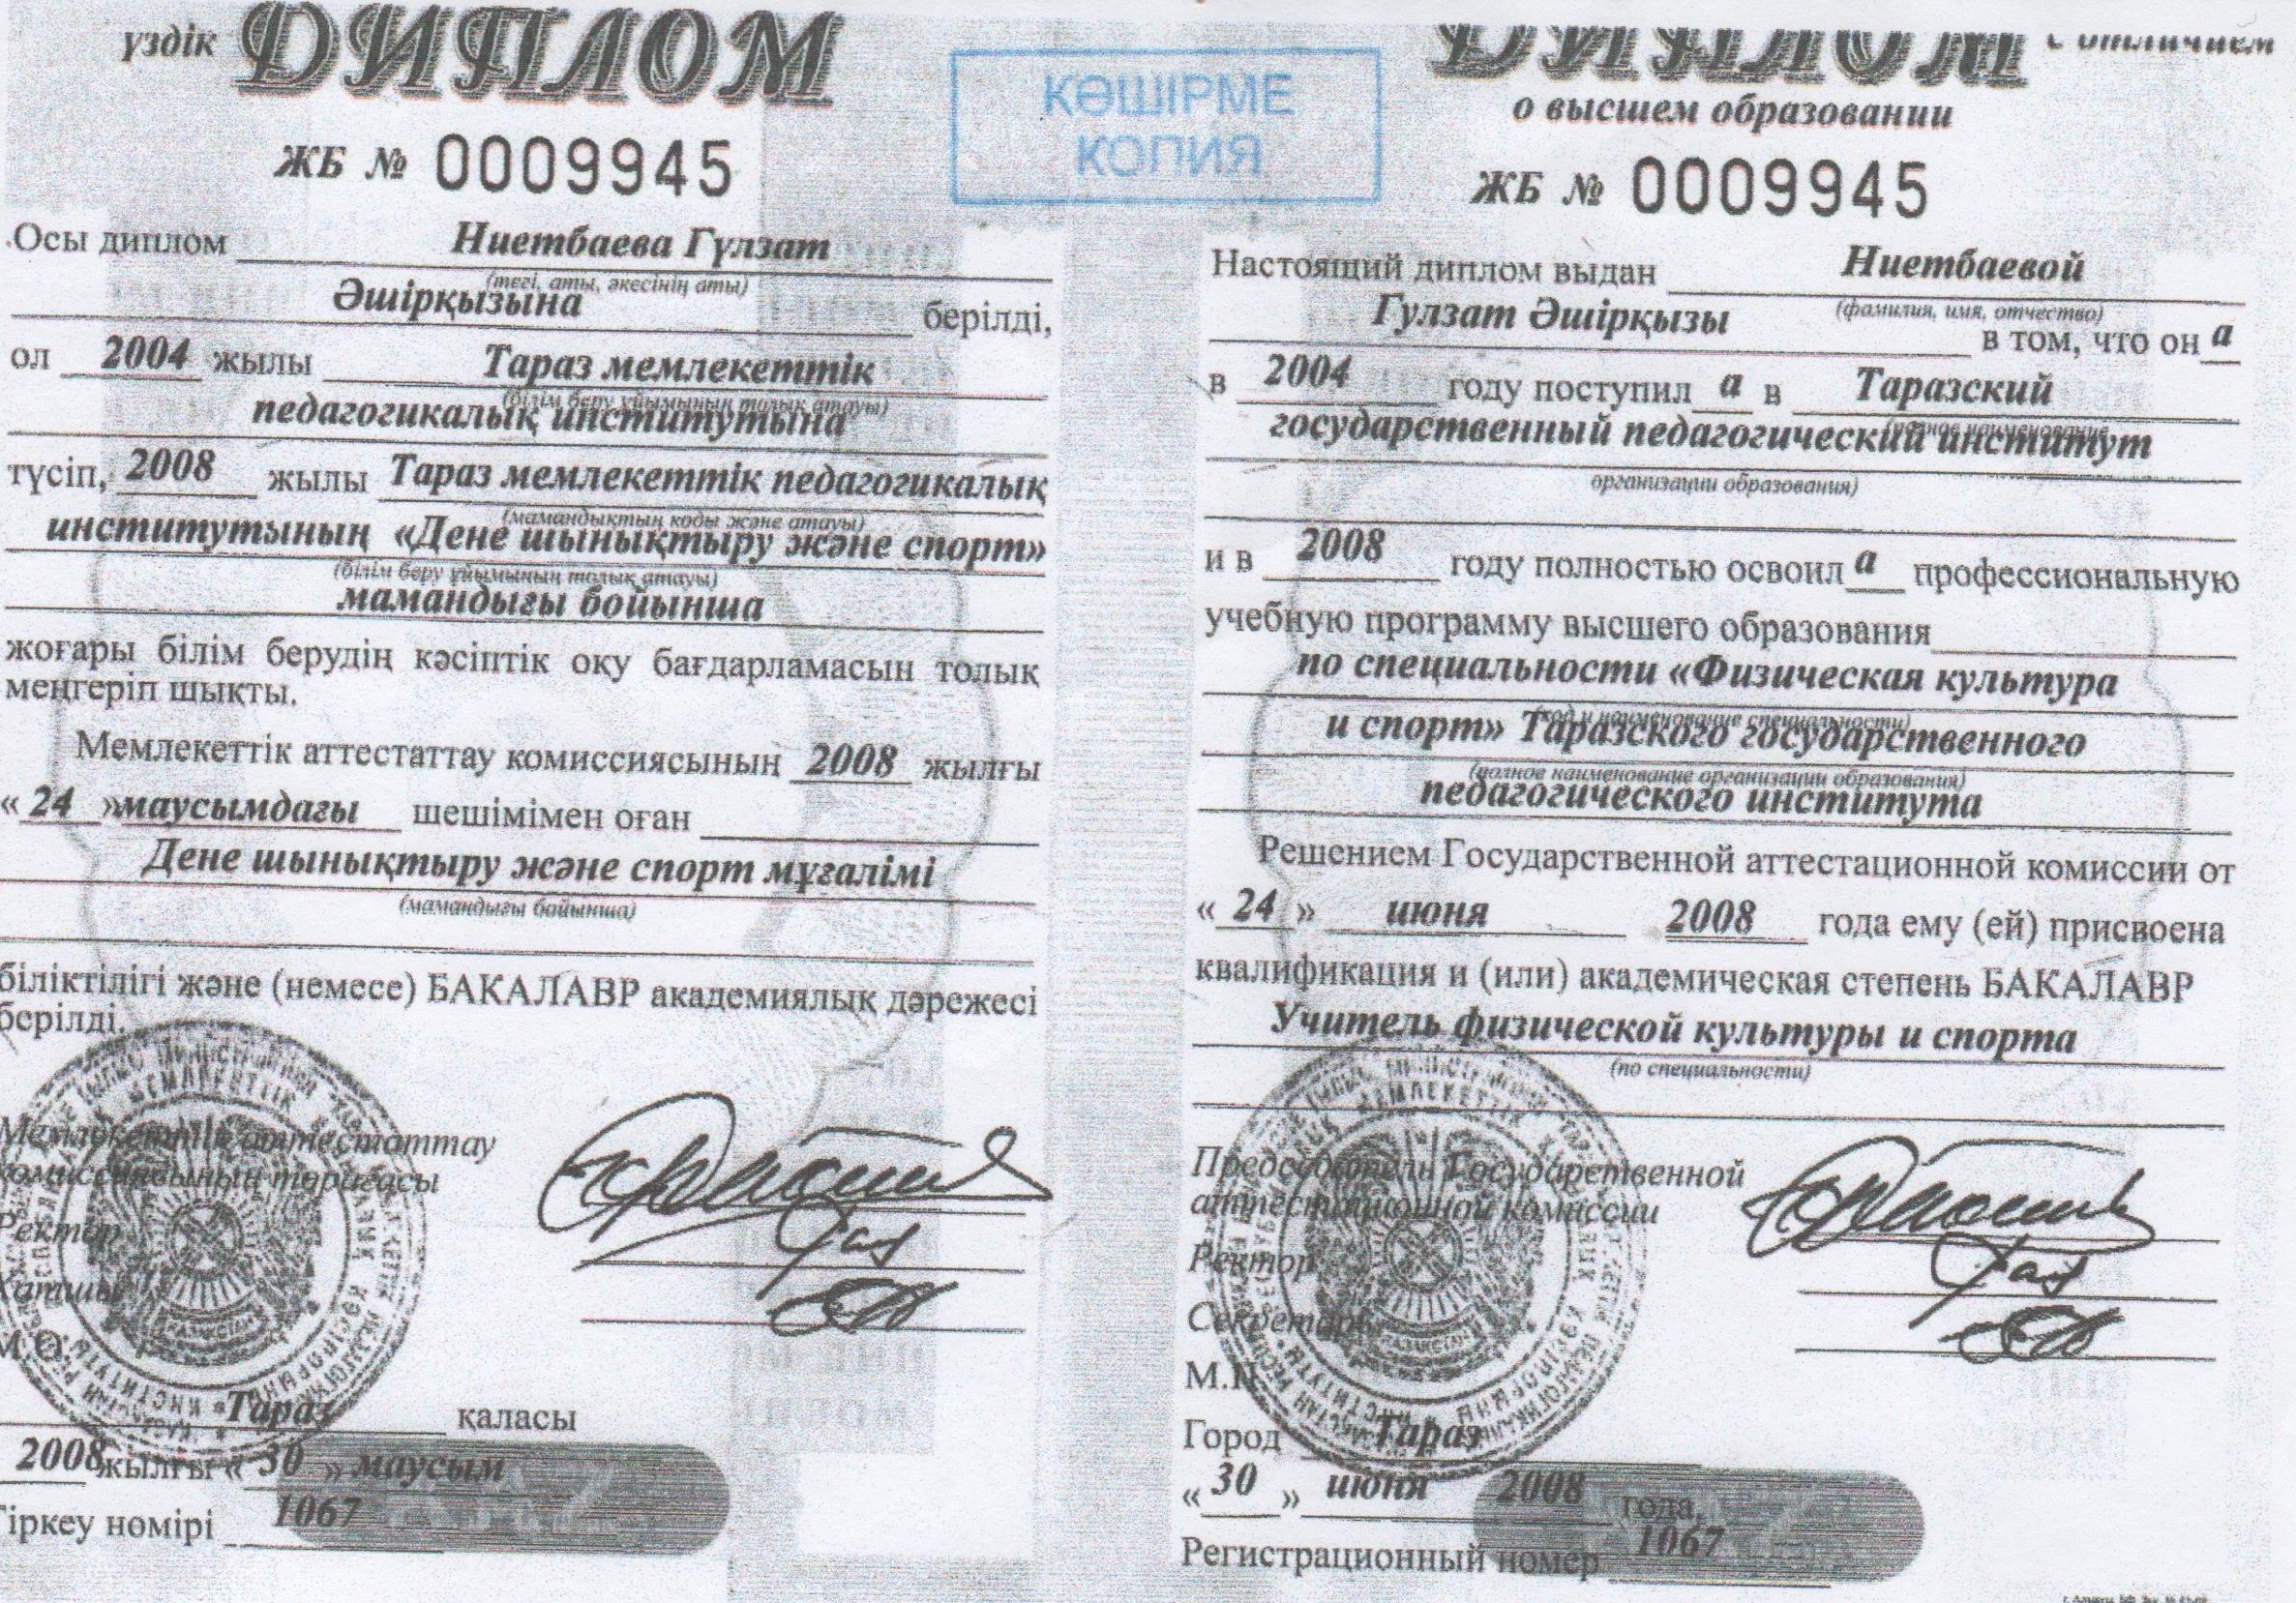 үздік ДИПЛОМ
ЖБ № 0009945
Осы диплом Ниетбаева Гүлзат
(тегі, аты, әкесінің аты)
Әшірқызына берілді,
ол 2004 жылы Тараз мемлекеттік
(білім беру ұйымының толық атауы)
педагогикалық институтына
түсіп, 2008 жылы Тараз мемлекеттік педагогикалық
(мамандықтың коды және атауы)
институтының «Дене шынықтыру және спорт»
(білім беру ұйымының толық атауы)
мамандығы бойынша
жоғары білім берудің кәсіптік оқу бағдарламасын толық
меңгеріп шықты.
Мемлекеттік аттестаттау комиссиясының 2008 жылғы
« 24 » маусымдағы шешімімен оған
Дене шынықтыру және спорт мұғалімі
(мамандығы бойынша)
біліктілігі және (немесе) БАКАЛАВР академиялық дәрежесі
берілді.
Мемлекеттік аттестаттау
комиссиясының төрағасы
Ректор
Хатшы
М.О.
Тараз қаласы
2008 жылғы « 30 » маусым
Тіркеу нөмірі 1067
КӨШІРМЕ
КОПИЯ
ДИПЛОМ с отличием
о высшем образовании
ЖБ № 0009945
Настоящий диплом выдан Ниетбаевой
(фамилия, имя, отчество)
Гулзат Әшірқызы в том, что он а
в 2004 году поступил а в Таразский
(полное наименование
государственный педагогический институт
организации образования)
и в 2008 году полностью освоил а профессиональную
учебную программу высшего образования
по специальности «Физическая культура
(код и наименование специальности)
и спорт» Таразского государственного
(полное наименование организации образования)
педагогического института
Решением Государственной аттестационной комиссии от
« 24 » июня 2008 года ему (ей) присвоена
квалификация и (или) академическая степень БАКАЛАВР
Учитель физической культуры и спорта
(по специальности)
Председатель Государственной
аттестационной комиссии
Ректор
Секретарь
М.П.
Город Тараз
« 30 » июня 2008 года.
Регистрационный номер 1067